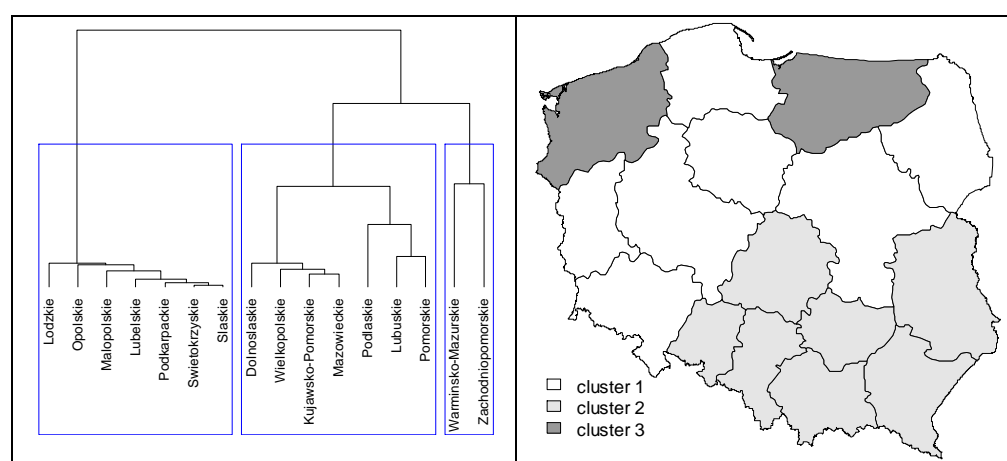 Lodzkie
Opolskie
Malopolskie
Lubelskie
Podkarpackie
Swietokrzyskie
Slaskie
Dolnoslaskie
Wielkopolskie
Kujawsko-Pomorskie
Mazowieckie
Podlaskie
Lubuskie
Pomorskie
Warminsko-Mazurskie
Zachodniopomorskie
cluster 1
cluster 2
cluster 3